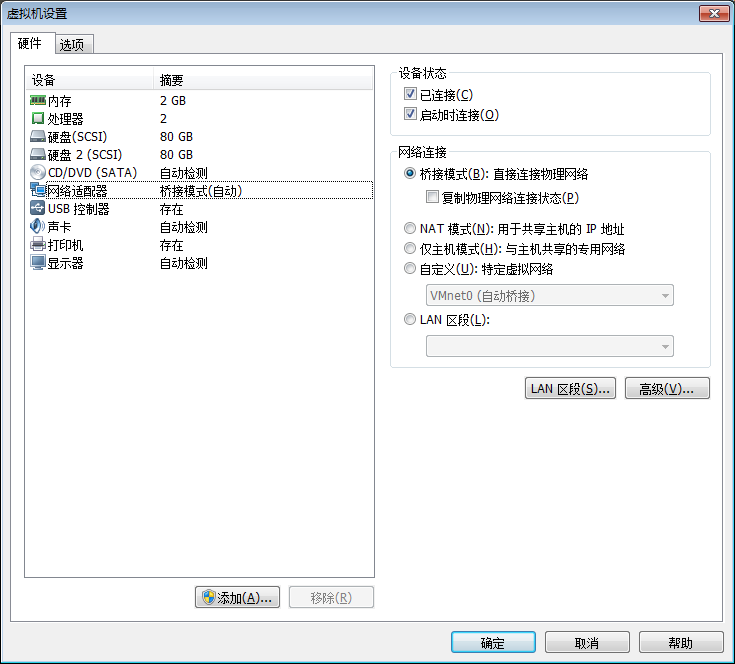 虚拟机设置
硬件 选项
设备 摘要
内存 2 GB
处理器 2
硬盘(SCSI) 80 GB
硬盘 2 (SCSI) 80 GB
CD/DVD (SATA) 自动检测
网络适配器 桥接模式(自动)
USB 控制器 存在
声卡 自动检测
打印机 存在
显示器 自动检测
添加(A)... 移除(R)
设备状态
已连接(C)
启动时连接(O)
网络连接
桥接模式(B): 直接连接物理网络
复制物理网络连接状态(P)
NAT 模式(N): 用于共享主机的 IP 地址
仅主机模式(H): 与主机共享的专用网络
自定义(U): 特定虚拟网络
VMnet0 (自动桥接)
LAN 区段(L):
LAN 区段(S)... 高级(V)...
确定 取消 帮助